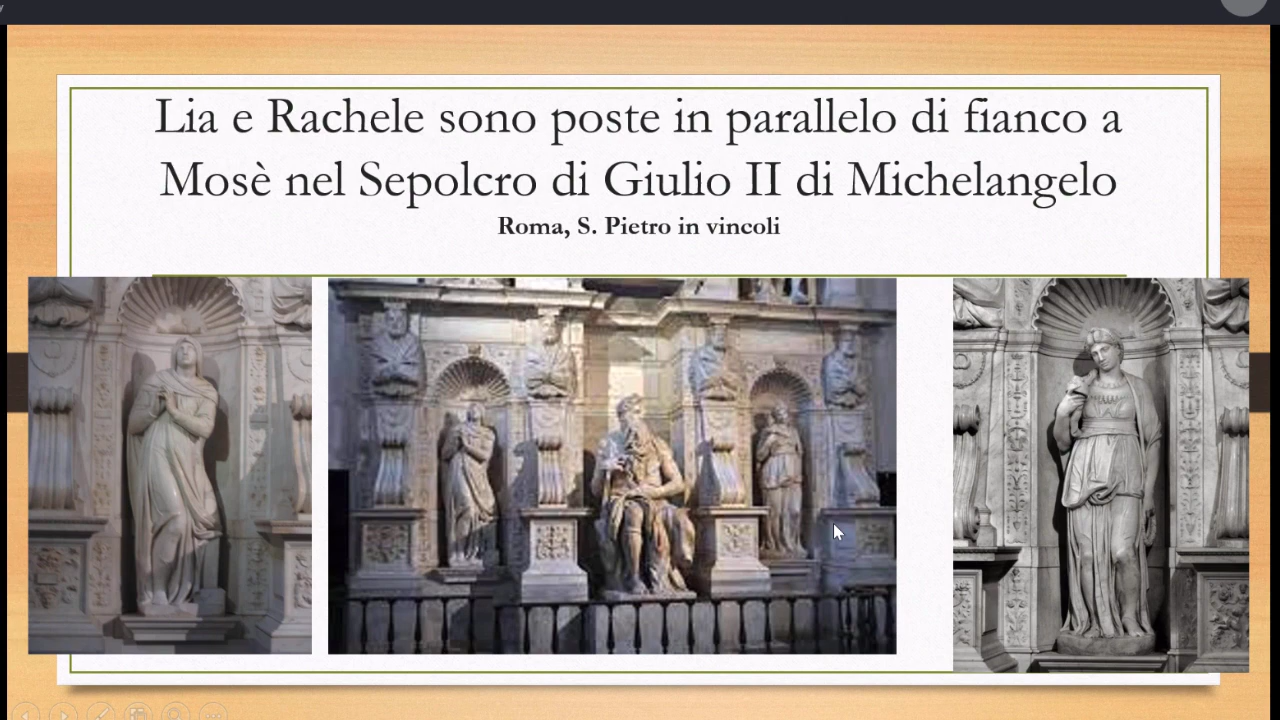 Lia e Rachele sono poste in parallelo di fianco a
Mosè nel Sepolcro di Giulio II di Michelangelo
Roma, S. Pietro in vincoli